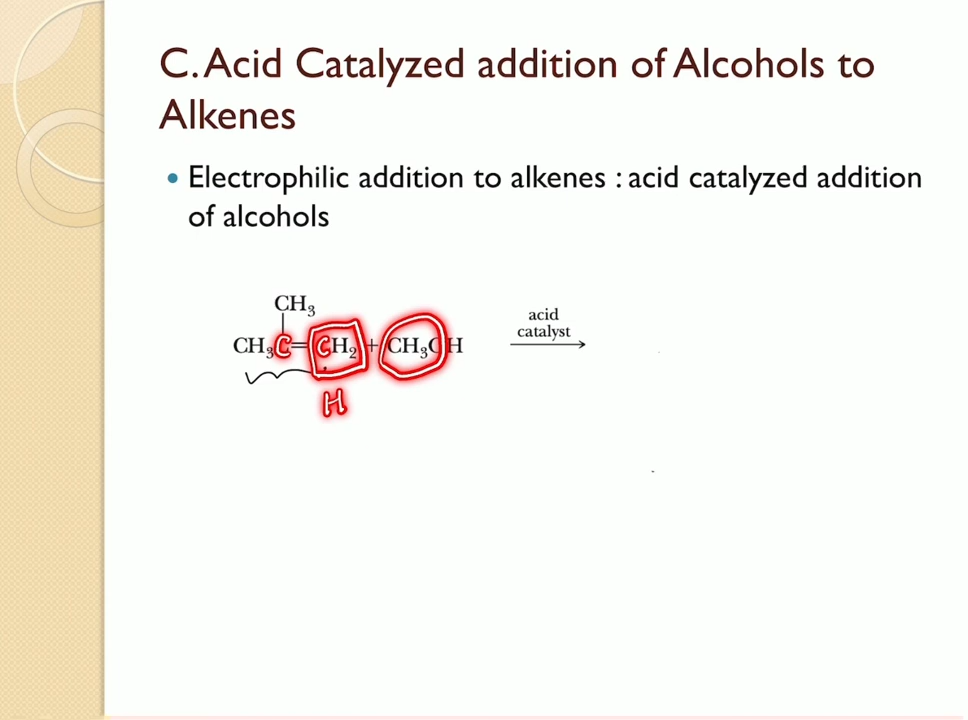 C. Acid Catalyzed addition of Alcohols to
Alkenes
• Electrophilic addition to alkenes : acid catalyzed addition
of alcohols
CH₃
CH₃C=CH₂ + CH₃OH
acid
catalyst
H